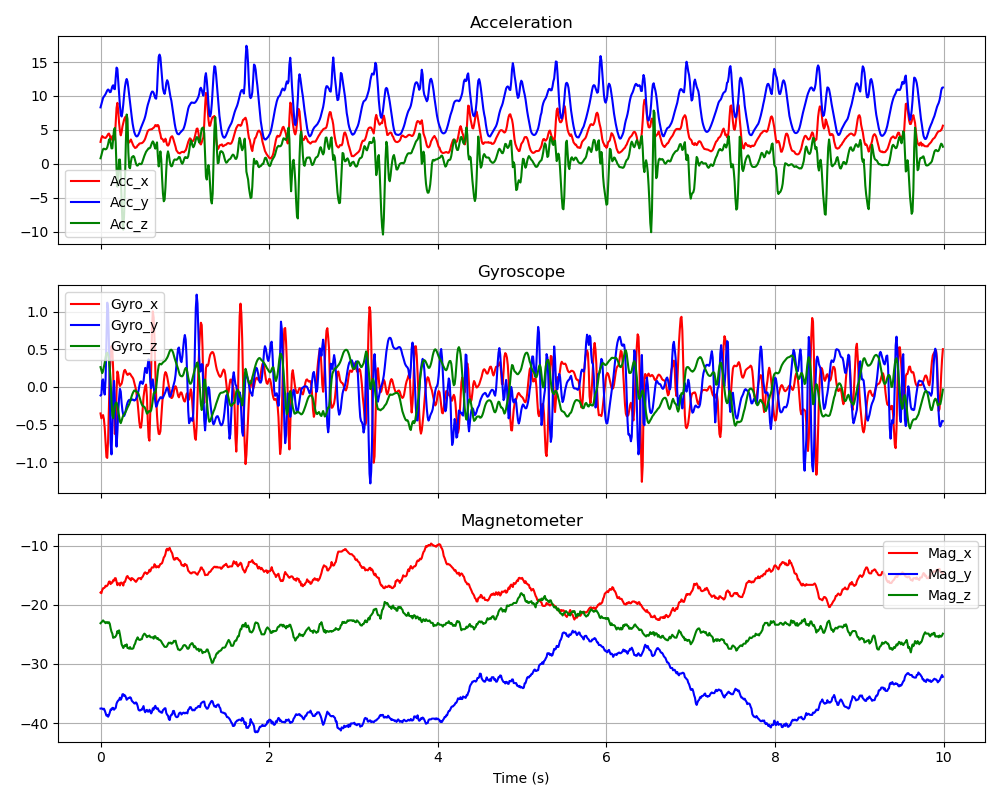 Acceleration
15
10
5
0
−5
−10
Acc_x
Acc_y
Acc_z
Gyroscope
1.0
0.5
0.0
−0.5
−1.0
Gyro_x
Gyro_y
Gyro_z
Magnetometer
−10
−20
−30
−40
Mag_x
Mag_y
Mag_z
0 2 4 6 8 10
Time (s)